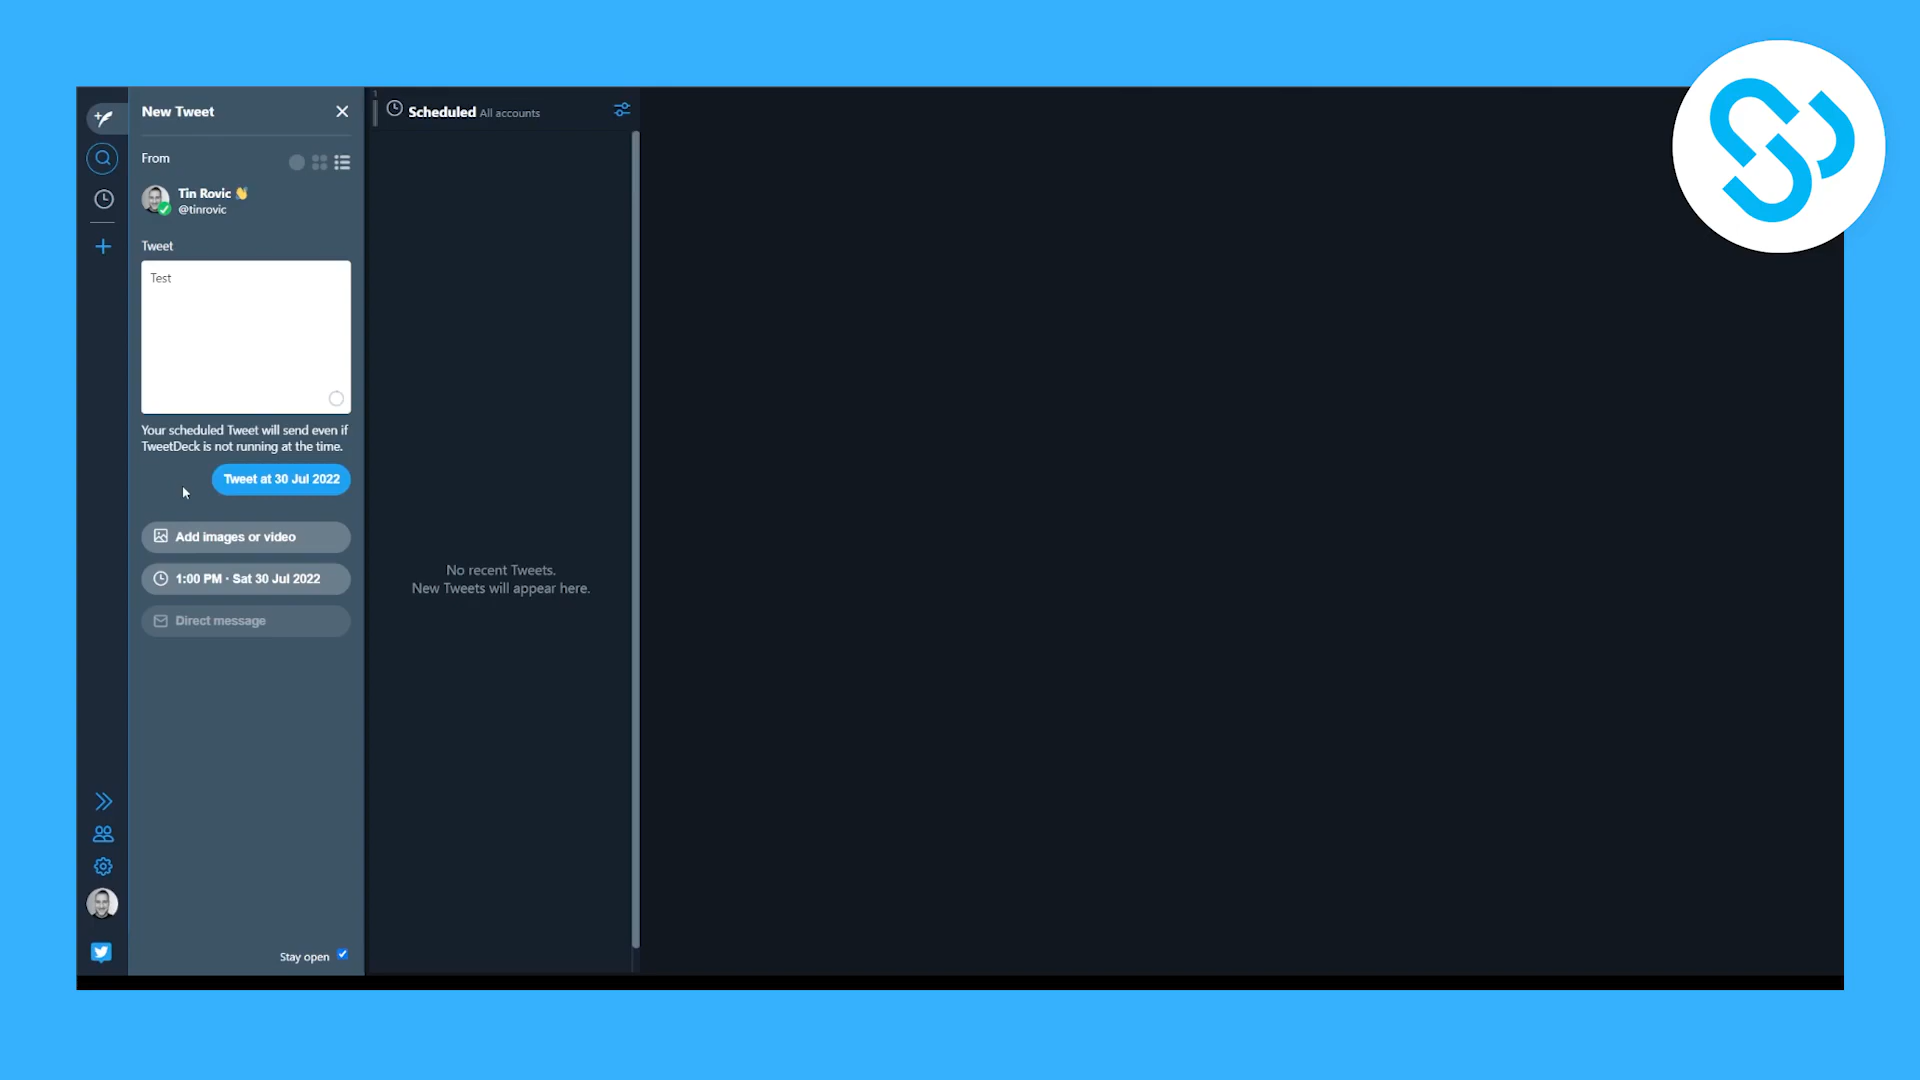 New Tweet
From
Tin Rovic 👋
@tinrovic
Tweet
Test
Your scheduled Tweet will send even if
TweetDeck is not running at the time.
Tweet at 30 Jul 2022
Add images or video
1:00 PM · Sat 30 Jul 2022
Direct message
Stay open
1
Scheduled All accounts
No recent Tweets.
New Tweets will appear here.